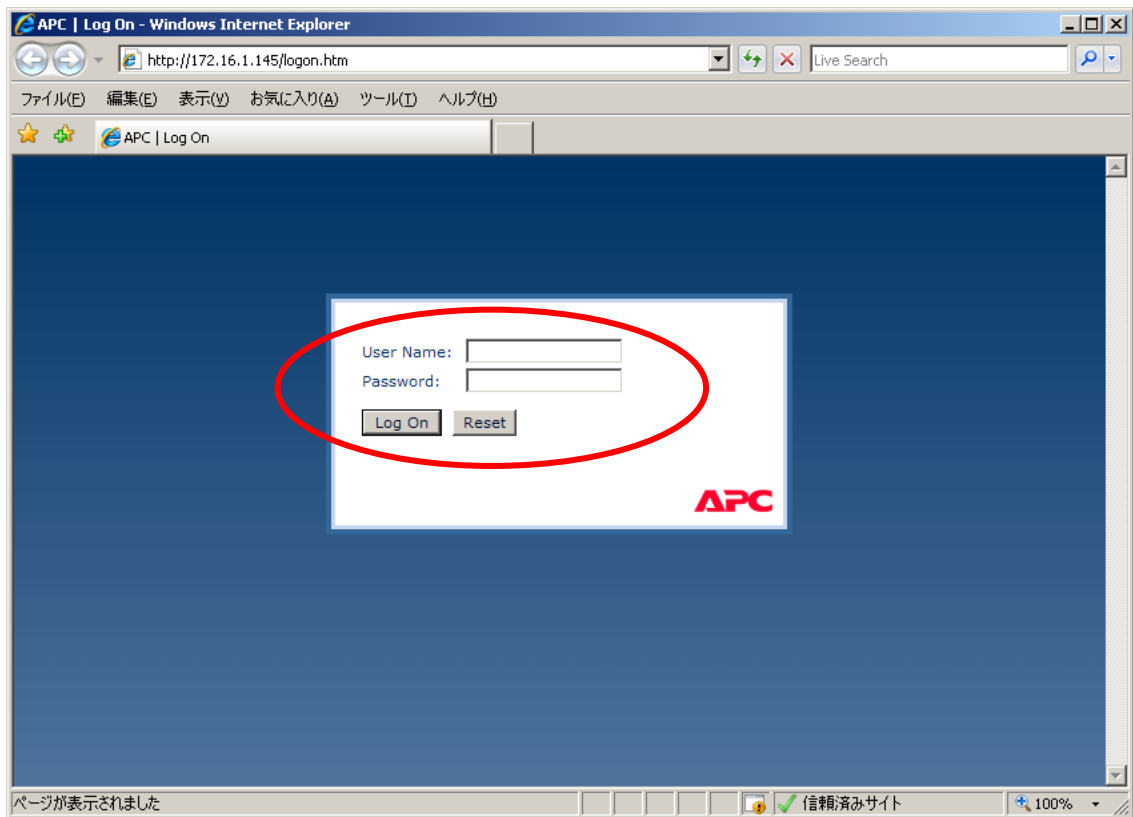 APC | Log On - Windows Internet Explorer
http://172.16.1.145/logon.htm
Live Search
ファイル(F) 編集(E) 表示(V) お気に入り(A) ツール(T) ヘルプ(H)
APC | Log On
User Name:
Password:
Log On Reset
APC
ページが表示されました 信頼済みサイト 100%